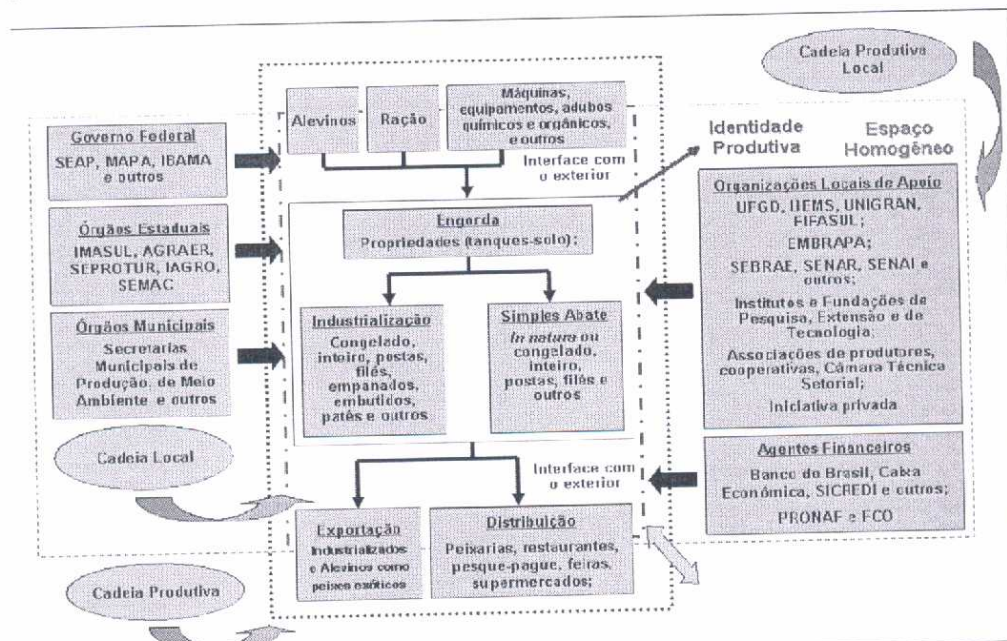 Cadeia Produtiva
Local
Alevinos
Ração
Máquinas,
equipamentos, adubos
químicos e orgânicos,
e outros
Interface com
o exterior
Identidade
Produtiva
Espaço
Homogêneo
Governo Federal
SEAP, MAPA, IBAMA
e outros
Órgãos Estaduais
IMASUL, AGRAER,
SEPROTUR, IAGRO,
SEMAC
Órgãos Municipais
Secretarias
Municipais de
Produção, de Meio
Ambiente e outros
Cadeia Local
Cadeia Produtiva
Engorda
Propriedades (tanques-solo);
Industrialização
Congelado,
inteiro, postas,
filés,
empanados,
embutidos,
patês e outros
Simples Abate
In natura ou
congelado,
inteiro,
postas, filés e
outros
Interface com
o exterior
Exportação
Industrializados
e Alevinos como
peixes exóticos
Distribuição
Peixarias, restaurantes,
pesque-pague, feiras,
supermercados;
Organizações Locais de Apoio
UFGD, UEMS, UNIGRAN,
FIFASUL,
EMBRAPA;
SEBRAE, SENAR, SENAI e
outros;
Institutos e Fundações de
Pesquisa, Extensão e de
Tecnologia;
Associações de produtores,
cooperativas, Câmara Técnica
Setorial;
Iniciativa privada
Agentes Financeiros
Banco do Brasil, Caixa
Econômica, SICREDI e outros;
PRONAF e FCO